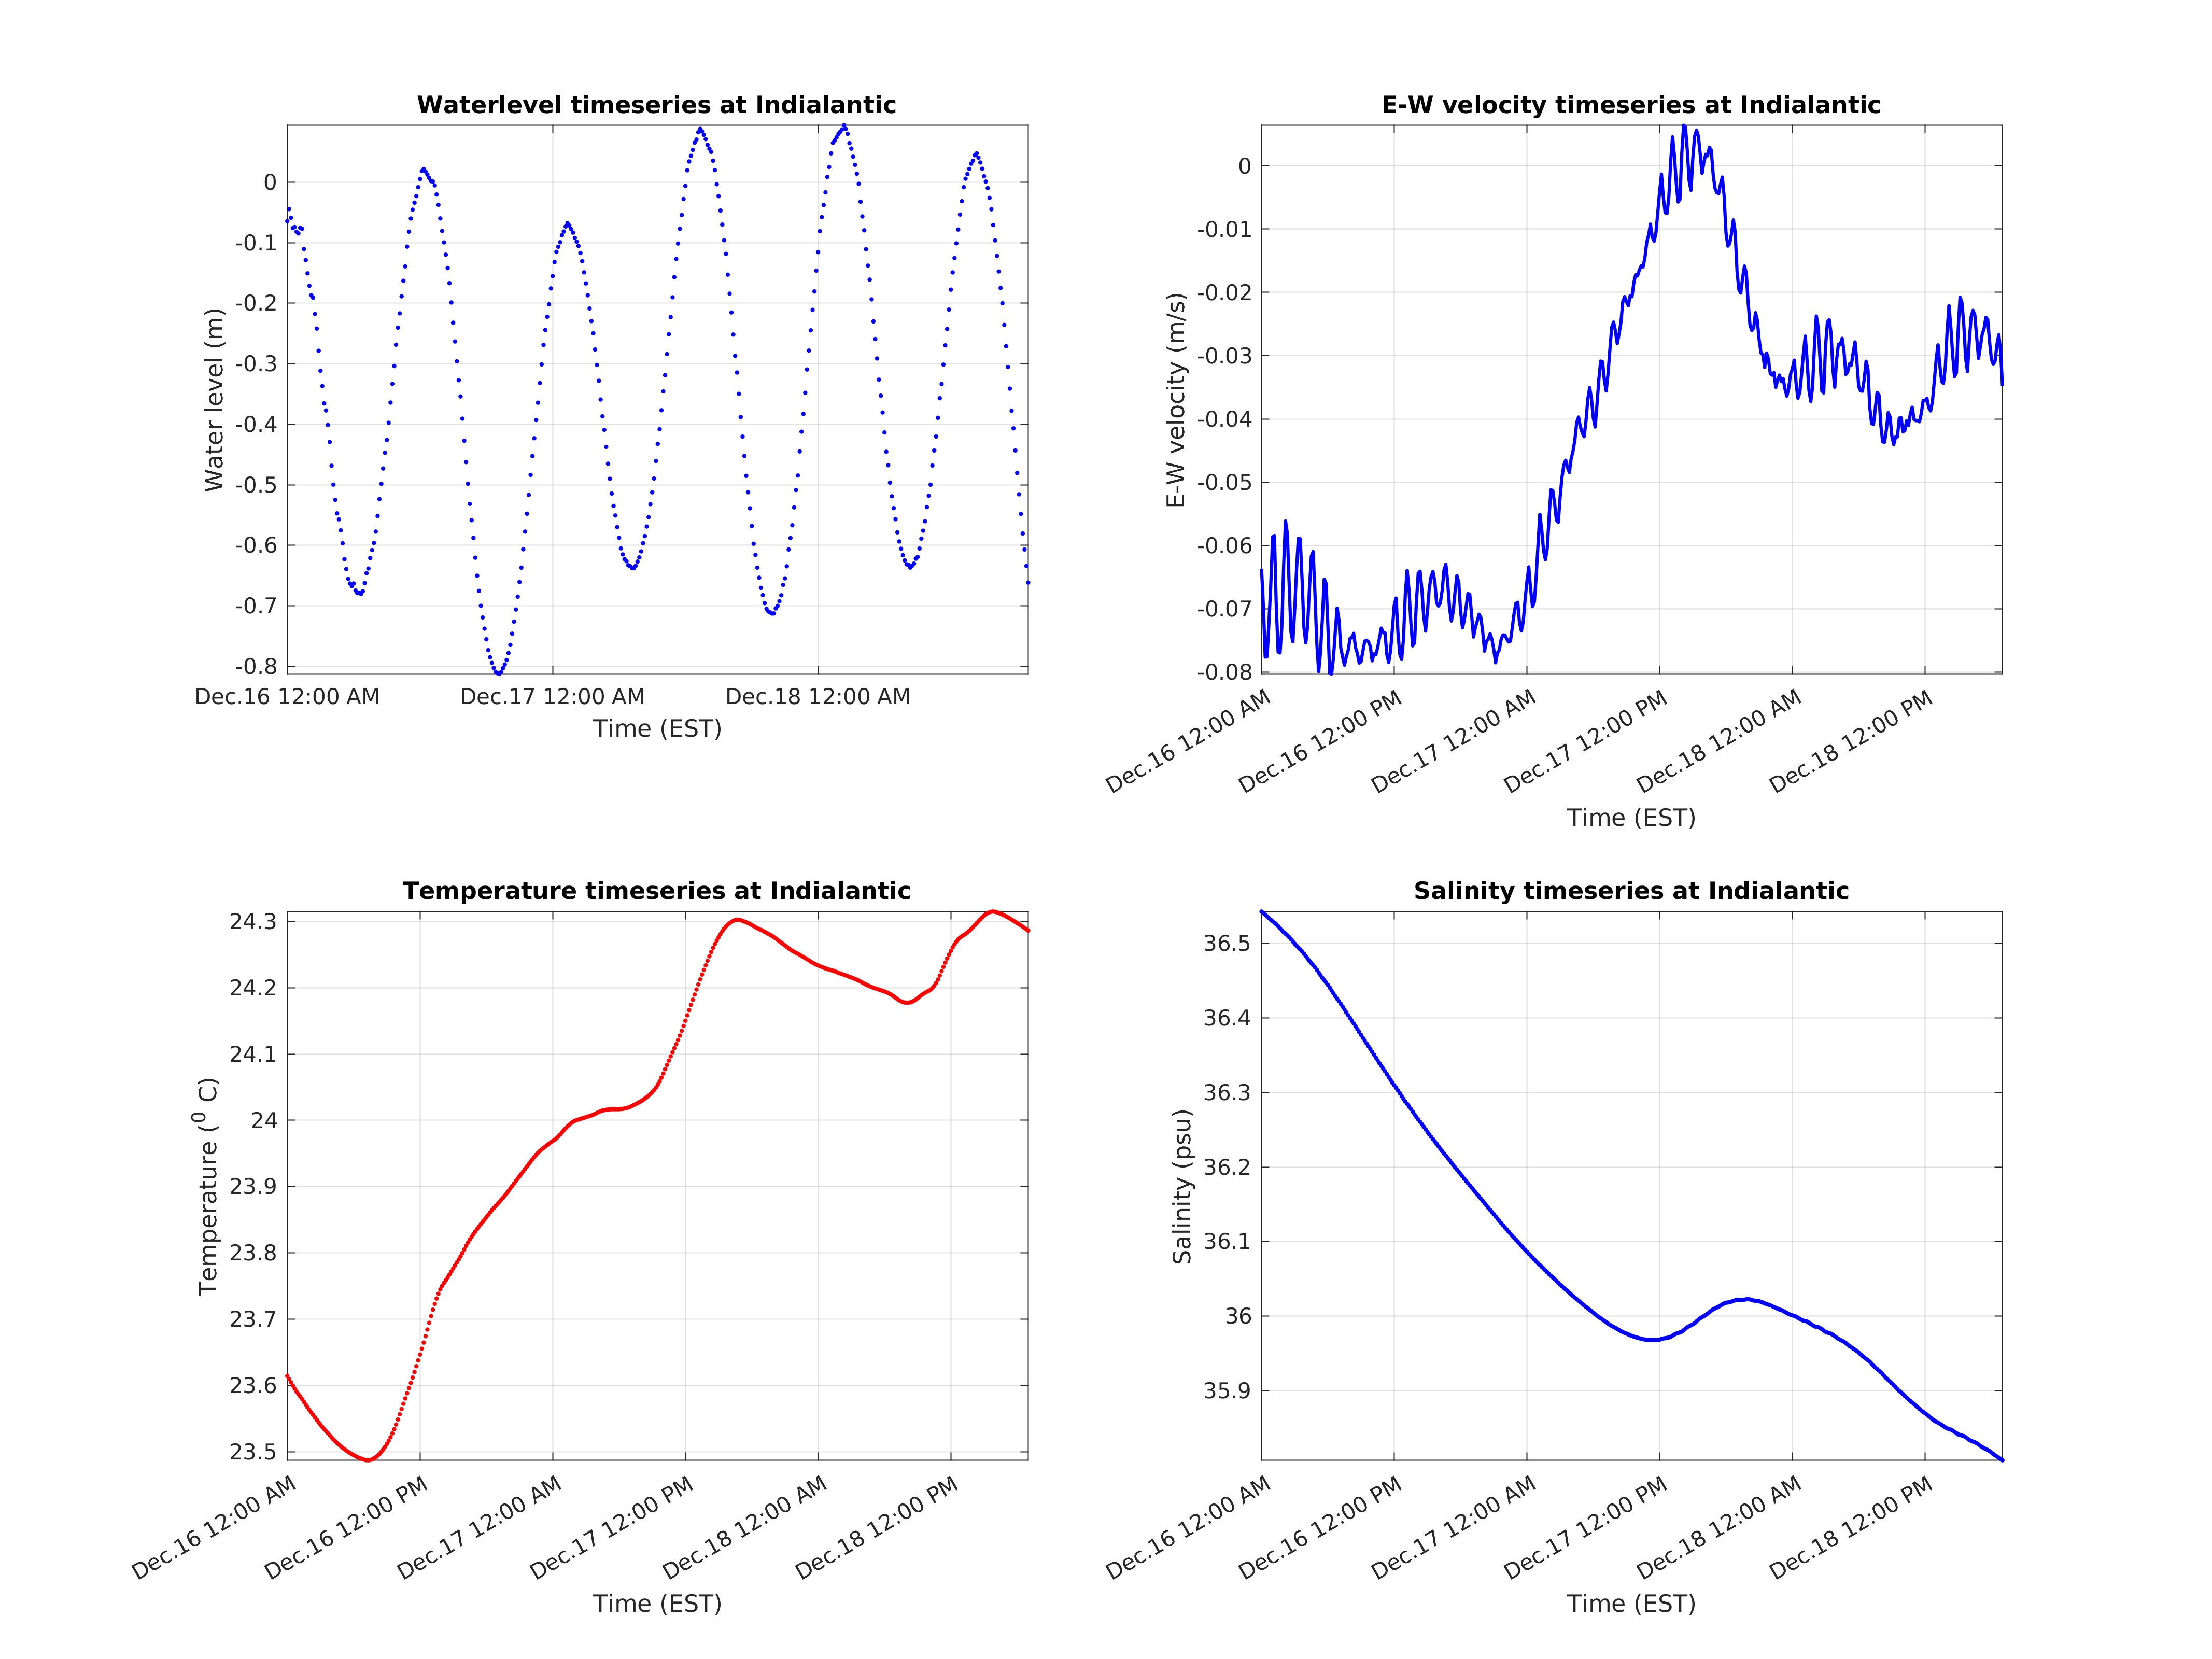 Waterlevel timeseries at Indialantic
0
-0.1
-0.2
-0.3
-0.4
-0.5
-0.6
-0.7
-0.8
Water level (m)
Dec.16 12:00 AM
Dec.17 12:00 AM
Dec.18 12:00 AM
Time (EST)
E-W velocity timeseries at Indialantic
0
-0.01
-0.02
-0.03
-0.04
-0.05
-0.06
-0.07
-0.08
E-W velocity (m/s)
Dec.16 12:00 AM
Dec.16 12:00 PM
Dec.17 12:00 AM
Dec.17 12:00 PM
Dec.18 12:00 AM
Dec.18 12:00 PM
Time (EST)
Temperature timeseries at Indialantic
24.3
24.2
24.1
24
23.9
23.8
23.7
23.6
23.5
Temperature (⁰ C)
Dec.16 12:00 AM
Dec.16 12:00 PM
Dec.17 12:00 AM
Dec.17 12:00 PM
Dec.18 12:00 AM
Dec.18 12:00 PM
Time (EST)
Salinity timeseries at Indialantic
36.5
36.4
36.3
36.2
36.1
36
35.9
Salinity (psu)
Dec.16 12:00 AM
Dec.16 12:00 PM
Dec.17 12:00 AM
Dec.17 12:00 PM
Dec.18 12:00 AM
Dec.18 12:00 PM
Time (EST)